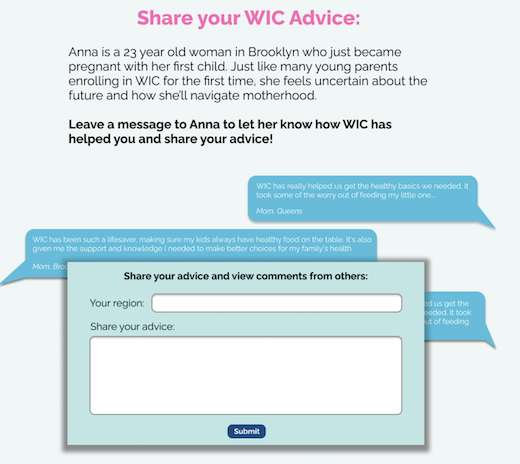 Share your WIC Advice:
Anna is a 23 year old woman in Brooklyn who just became
pregnant with her first child. Just like many young parents
enrolling in WIC for the first time, she feels uncertain about the
future and how she'll navigate motherhood.
Leave a message to Anna to let her know how WIC has
helped you and share your advice!
WIC has really helped us get the healthy basics we needed. It
took some of the worry out of feeding my little one...
Mom, Queens
WIC has been such a lifesaver, making sure my kids always have healthy food on the table. It's also
given me the support and knowledge I needed to make better choices for my family's health.
Mom, Broo
Share your advice and view comments from others:
Your region:
ed us get the
eeded. It took
out of feeding
Share your advice:
Submit